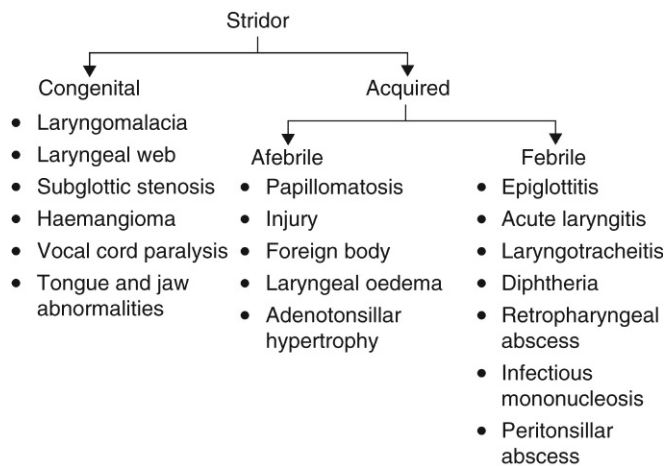 Stridor
Congenital
• Laryngomalacia
• Laryngeal web
• Subglottic stenosis
• Haemangioma
• Vocal cord paralysis
• Tongue and jaw
abnormalities
Acquired
Afebrile
• Papillomatosis
• Injury
• Foreign body
• Laryngeal oedema
• Adenotonsillar
hypertrophy
Febrile
• Epiglottitis
• Acute laryngitis
• Laryngotracheitis
• Diphtheria
• Retropharyngeal
abscess
• Infectious
mononucleosis
• Peritonsillar
abscess